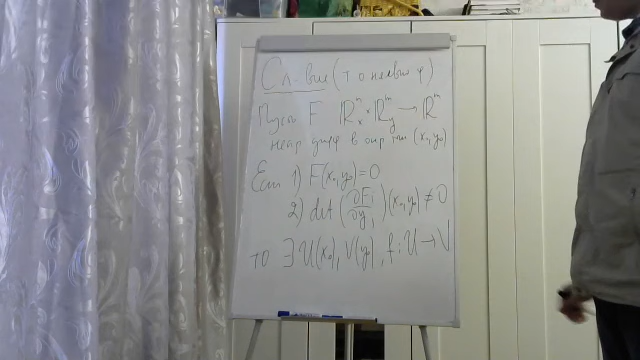 Сл-вие (т о неявн ф)
Пусть F ℝⁿₓ × ℝᵐᵧ → ℝᵐ
непр дифф в окр тчк (x₀, y₀)
Если 1) F(x₀, y₀) = 0
2) det (∂Fᵢ/∂yⱼ)(x₀, y₀) ≠ 0
то ∃ U(x₀), V(y₀), f: U → V